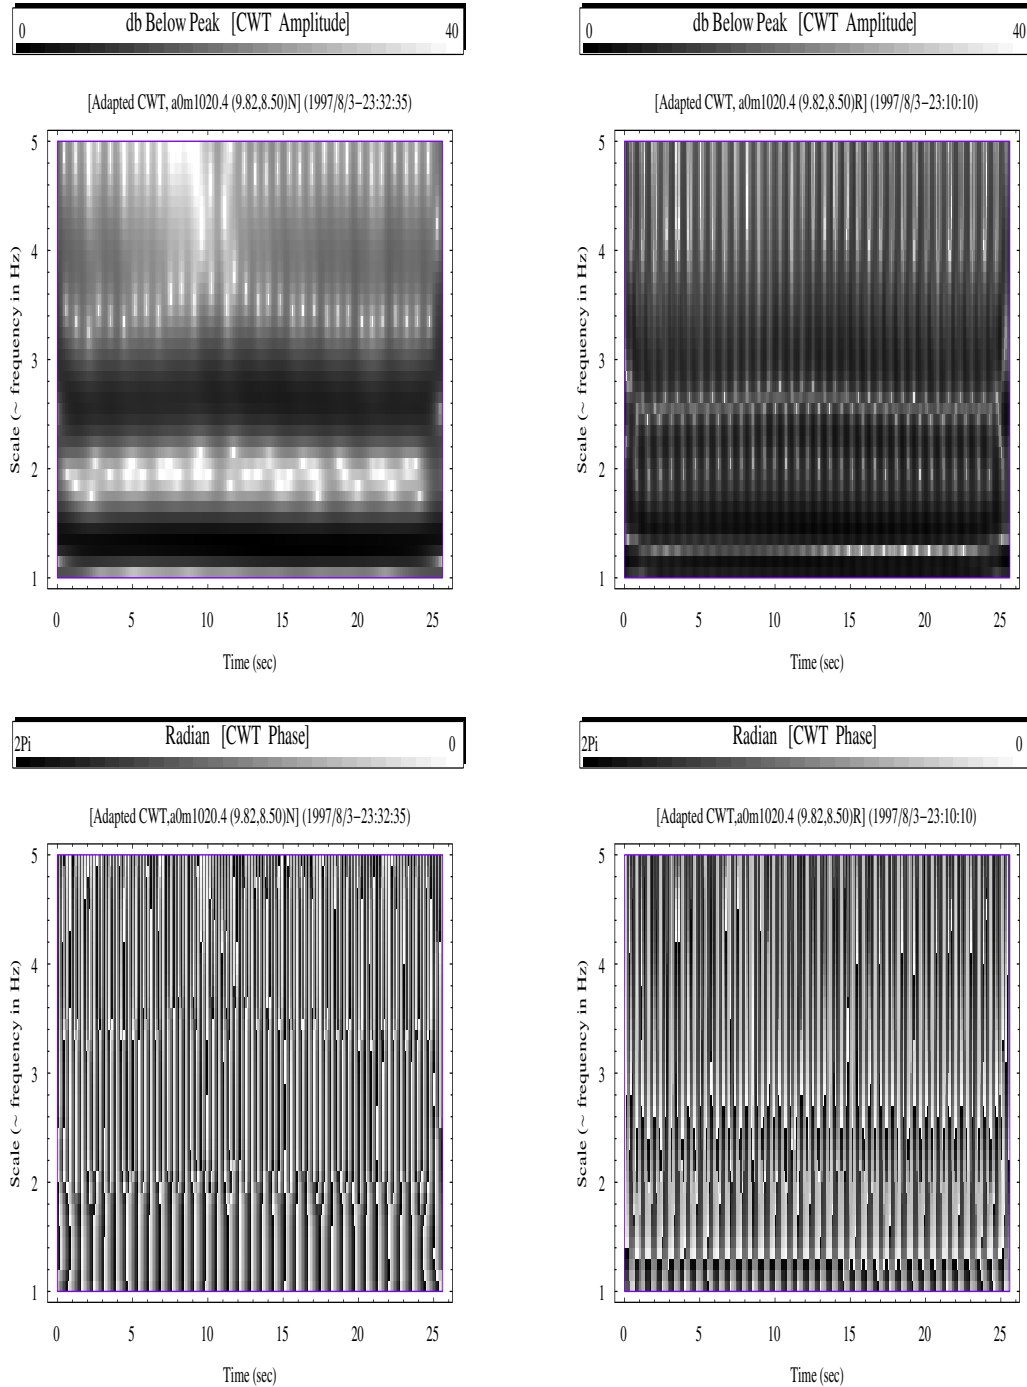 db Below Peak [CWT Amplitude]
0 40
[Adapted CWT, a0m1020.4 (9.82,8.50)N] (1997/8/3-23:32:35)
5
4
3
2
1
Scale (~ frequency in Hz)
0 5 10 15 20 25
Time (sec)
db Below Peak [CWT Amplitude]
0 40
[Adapted CWT, a0m1020.4 (9.82,8.50)R] (1997/8/3-23:10:10)
5
4
3
2
1
Scale (~ frequency in Hz)
0 5 10 15 20 25
Time (sec)
Radian [CWT Phase]
2Pi 0
[Adapted CWT,a0m1020.4 (9.82,8.50)N] (1997/8/3-23:32:35)
5
4
3
2
1
Scale (~ frequency in Hz)
0 5 10 15 20 25
Time (sec)
Radian [CWT Phase]
2Pi 0
[Adapted CWT,a0m1020.4 (9.82,8.50)R] (1997/8/3-23:10:10)
5
4
3
2
1
Scale (~ frequency in Hz)
0 5 10 15 20 25
Time (sec)